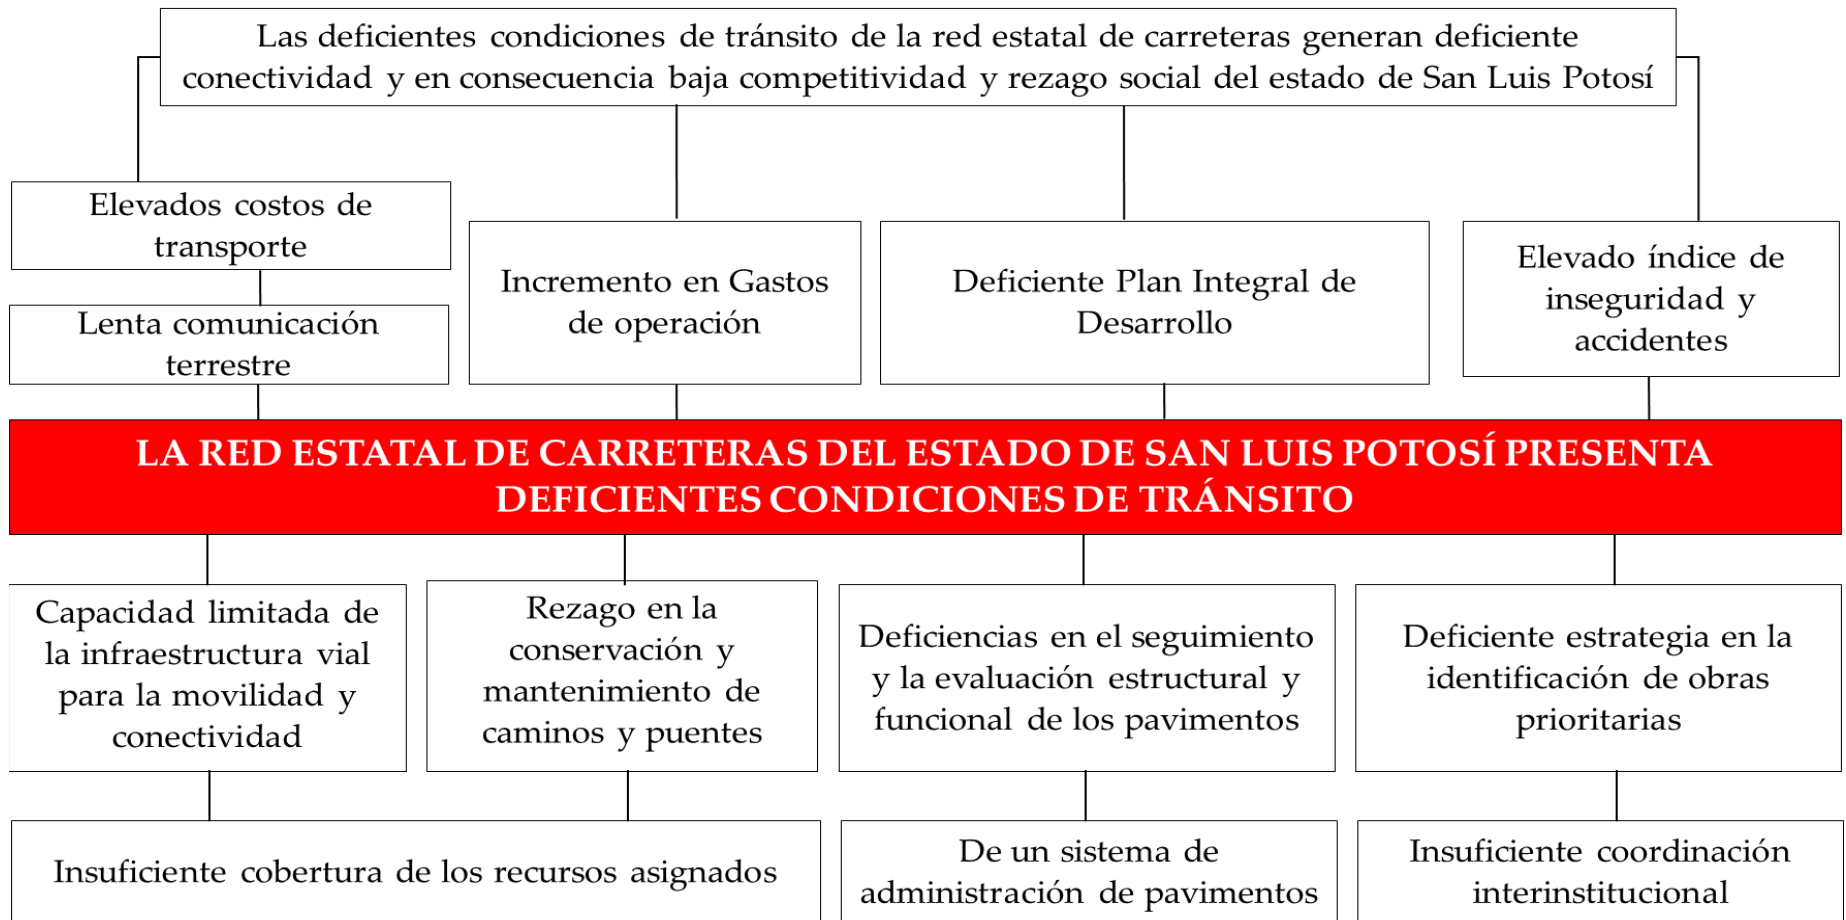 Las deficientes condiciones de tránsito de la red estatal de carreteras generan deficiente
conectividad y en consecuencia baja competitividad y rezago social del estado de San Luis Potosí
Elevados costos de
transporte
Lenta comunicación
terrestre
Incremento en Gastos
de operación
Deficiente Plan Integral de
Desarrollo
Elevado índice de
inseguridad y
accidentes
LA RED ESTATAL DE CARRETERAS DEL ESTADO DE SAN LUIS POTOSÍ PRESENTA
DEFICIENTES CONDICIONES DE TRÁNSITO
Capacidad limitada de
la infraestructura vial
para la movilidad y
conectividad
Rezago en la
conservación y
mantenimiento de
caminos y puentes
Deficiencias en el seguimiento
y la evaluación estructural y
funcional de los pavimentos
Deficiente estrategia en la
identificación de obras
prioritarias
Insuficiente cobertura de los recursos asignados
De un sistema de
administración de pavimentos
Insuficiente coordinación
interinstitucional